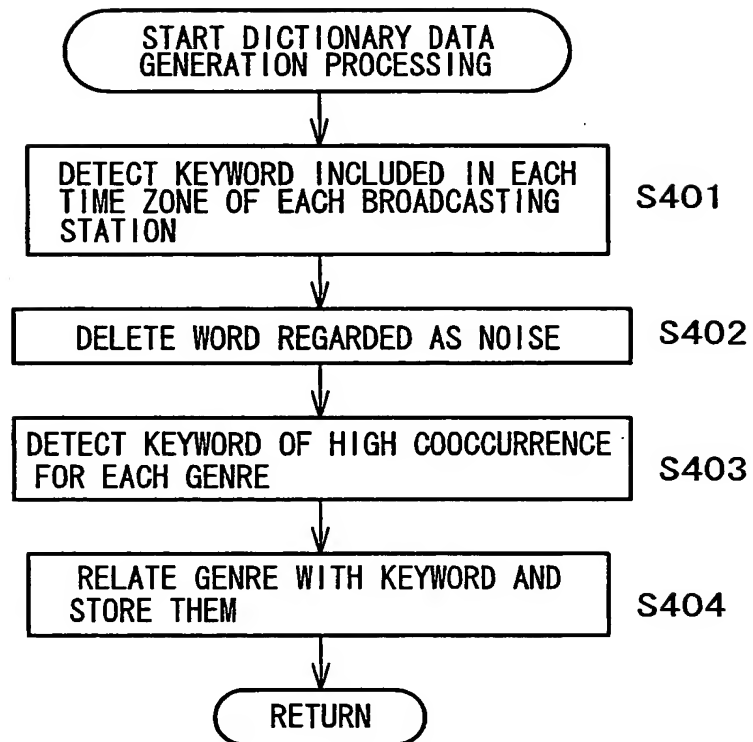 START DICTIONARY DATA
GENERATION PROCESSING
DETECT KEYWORD INCLUDED IN EACH
TIME ZONE OF EACH BROADCASTING
STATION
S401
DELETE WORD REGARDED AS NOISE
S402
DETECT KEYWORD OF HIGH COOCCURRENCE
FOR EACH GENRE
S403
RELATE GENRE WITH KEYWORD AND
STORE THEM
S404
RETURN